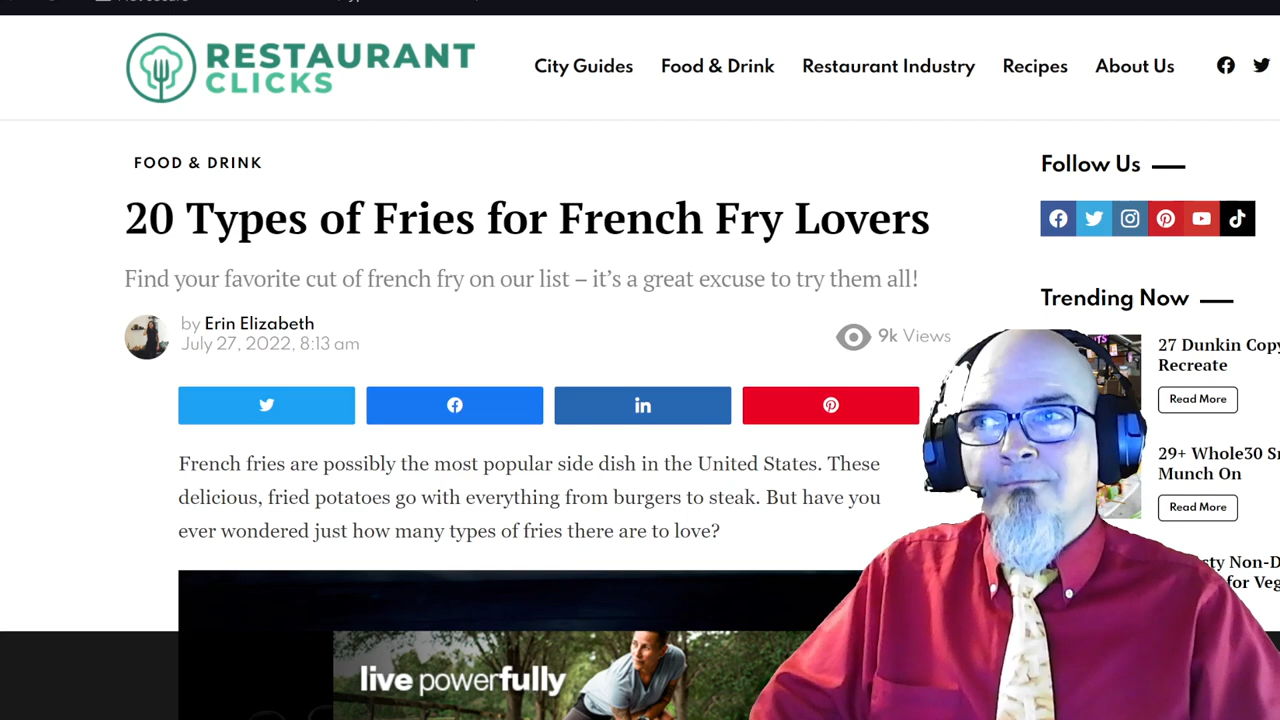 RESTAURANT
CLICKS
City Guides
Food & Drink
Restaurant Industry
Recipes
About Us
FOOD & DRINK
20 Types of Fries for French Fry Lovers
Find your favorite cut of french fry on our list – it's a great excuse to try them all!
by Erin Elizabeth
July 27, 2022, 8:13 am
9k Views
in
French fries are possibly the most popular side dish in the United States. These
delicious, fried potatoes go with everything from burgers to steak. But have you
ever wondered just how many types of fries there are to love?
live powerfully
Follow Us
Trending Now
27 Dunkin Copy
Recreate
Read More
29+ Whole30 Sn
Munch On
Read More
sty Non-D
for Veg